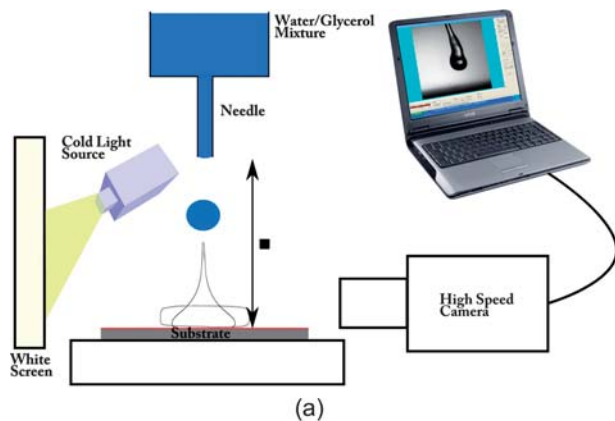 Water/Glycerol
Mixture
Needle
Cold Light
Source
High Speed
Camera
Substrate
White
Screen
(a)